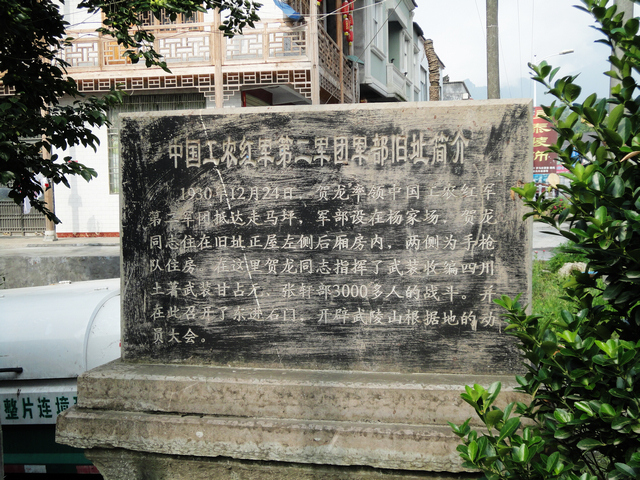 中国工农红军第二军团军部旧址简介
1930年12月24日，贺龙率领中国工农红军
第二军团抵达走马坪，军部设在杨家场，贺龙
同志住在旧址正屋左侧后厢房内，两侧为手枪
队住房。在这里贺龙同志指挥了武装收编四川
土著武装甘占元、张轩部3000多人的战斗。并
在此召开了东进石门、开辟武陵山根据地的动
员大会。
整片连墙